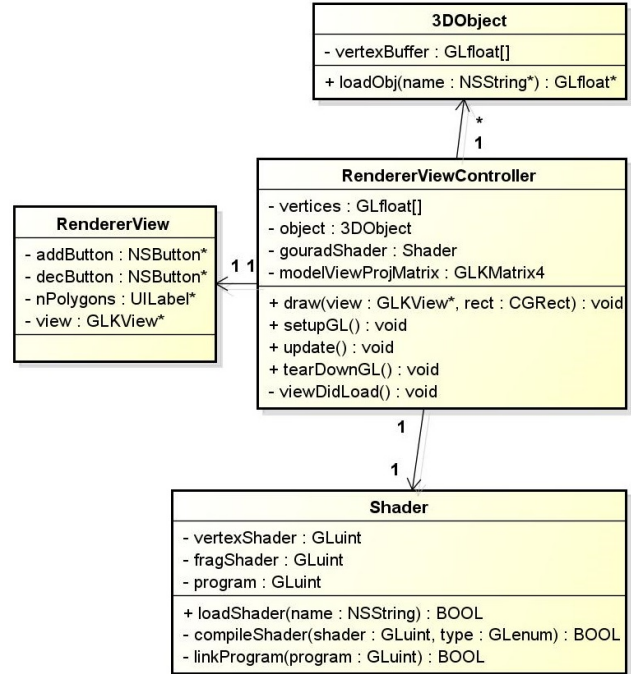 3DObject
- vertexBuffer : GLfloat[]
+ loadObj(name : NSString*) : GLfloat*
*
1
RendererViewController
- vertices : GLfloat[]
- object : 3DObject
- gouradShader : Shader
- modelViewProjMatrix : GLKMatrix4
+ draw(view : GLKView*, rect : CGRect) : void
+ setupGL() : void
+ update() : void
+ tearDownGL() : void
- viewDidLoad() : void
RendererView
- addButton : NSButton*
- decButton : NSButton*
- nPolygons : UILabel*
- view : GLKView*
1 1
1
1
Shader
- vertexShader : GLuint
- fragShader : GLuint
- program : GLuint
+ loadShader(name : NSString) : BOOL
- compileShader(shader : GLuint, type : GLenum) : BOOL
- linkProgram(program : GLuint) : BOOL